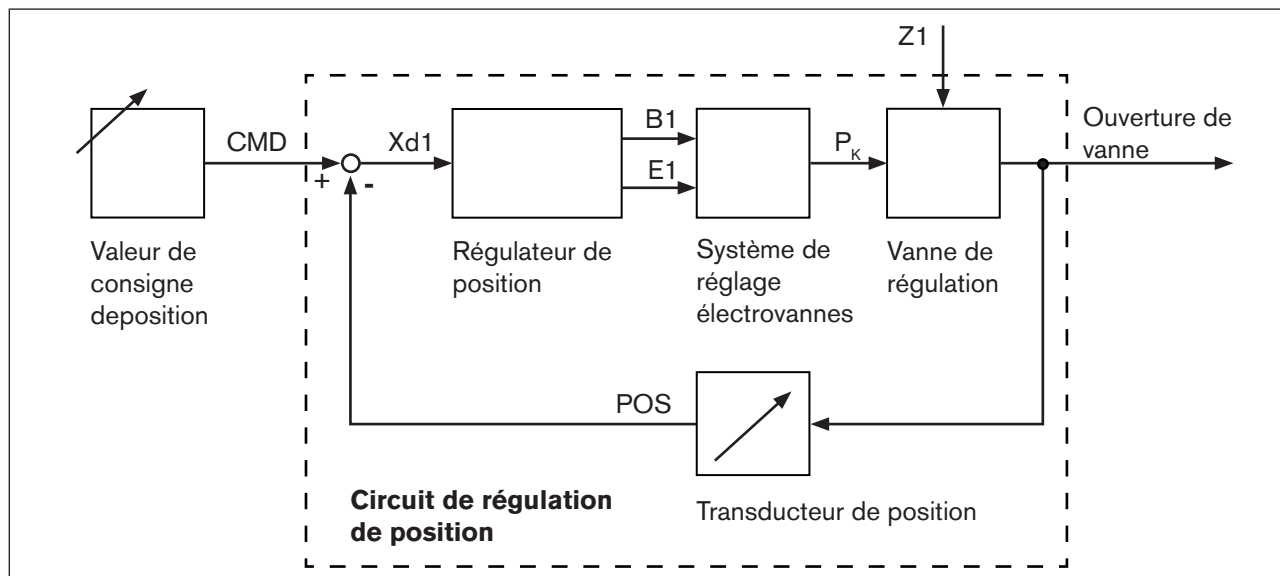 Z1
Ouverture de
vanne
CMD
+
-
Xd1
B1
E1
PK
Valeur de
consigne
deposition
Régulateur de
position
Système de
réglage
électrovannes
Vanne de
régulation
POS
Circuit de régulation
de position
Transducteur de position